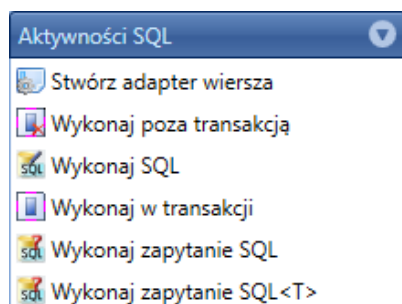 Aktywności SQL
Stwórz adapter wiersza
Wykonaj poza transakcją
Wykonaj SQL
Wykonaj w transakcji
Wykonaj zapytanie SQL
Wykonaj zapytanie SQL<T>